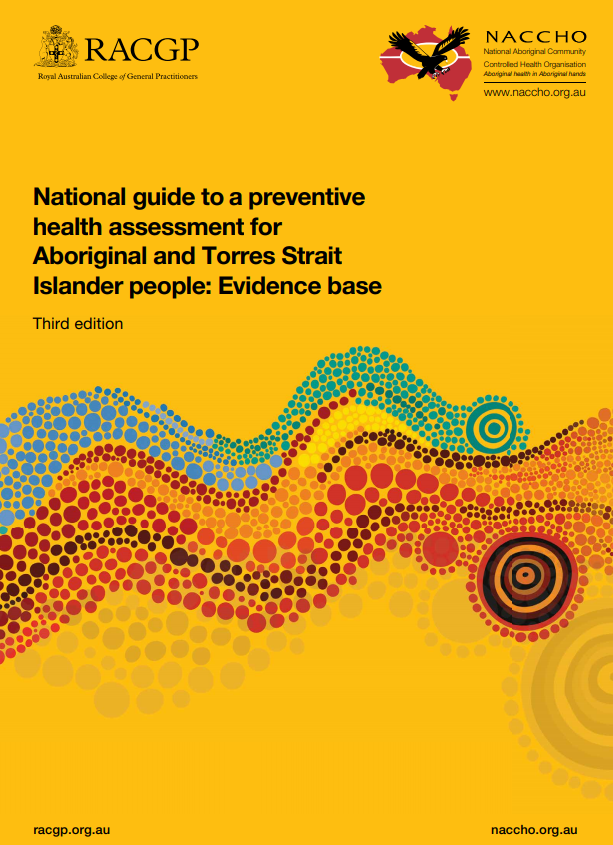 RACGP
Royal Australian College of General Practitioners
NACCHO
National Aboriginal Community
Controlled Health Organisation
Aboriginal health in Aboriginal hands
www.naccho.org.au
National guide to a preventive
health assessment for
Aboriginal and Torres Strait
Islander people: Evidence base
Third edition
racgp.org.au
naccho.org.au